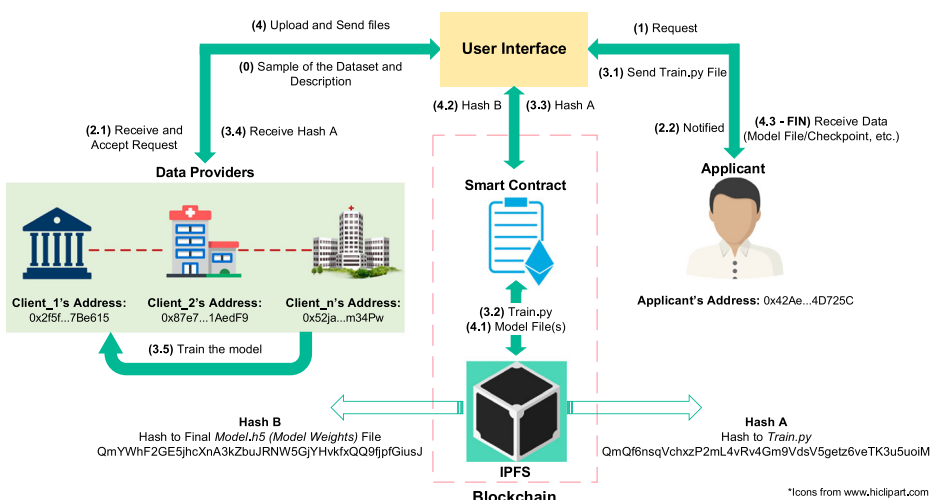 (4) Upload and Send files
User Interface
(1) Request
(0) Sample of the Dataset and
Description
(3.1) Send Train.py File
(4.2) Hash B
(3.3) Hash A
(2.1) Receive and
Accept Request
(3.4) Receive Hash A
(2.2) Notified
(4.3 - FIN) Receive Data
(Model File/Checkpoint, etc.)
Data Providers
Smart Contract
Applicant
Client_1's Address:
0x2f5f...7Be615
Client_2's Address:
0x87e7...1AedF9
Client_n's Address:
0x52ja...m34Pw
Applicant's Address: 0x42Ae...4D725C
(3.2) Train.py
(4.1) Model File(s)
(3.5) Train the model
Hash B
Hash to Final Model.h5 (Model Weights) File
QmYWhF2GE5jhcXnA3kZbuJRNW5GjYHvkfxQQ9fjpfGiusJ
Hash A
Hash to Train.py
QmQf6nsqVchxzP2mL4vRv4Gm9VdsV5getz6veTK3u5uoiM
IPFS
Blockchain
*Icons from www.hiclipart.com